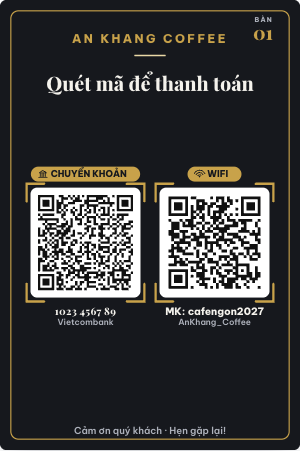 BÀN
01
AN KHANG COFFEE
Quét mã để thanh toán
CHUYỂN KHOẢN
WIFI
1023 4567 89
Vietcombank
MK: cafengon2027
AnKhang_Coffee
Cảm ơn quý khách · Hẹn gặp lại!